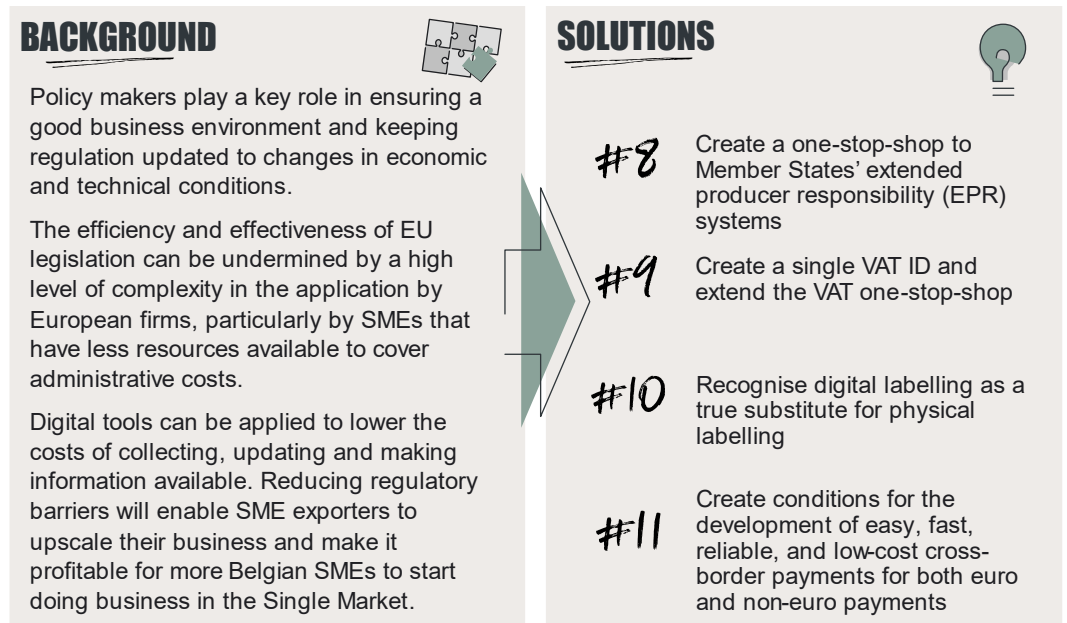 BACKGROUND
Policy makers play a key role in ensuring a
good business environment and keeping
regulation updated to changes in economic
and technical conditions.
The efficiency and effectiveness of EU
legislation can be undermined by a high
level of complexity in the application by
European firms, particularly by SMEs that
have less resources available to cover
administrative costs.
Digital tools can be applied to lower the
costs of collecting, updating and making
information available. Reducing regulatory
barriers will enable SME exporters to
upscale their business and make it
profitable for more Belgian SMEs to start
doing business in the Single Market.
SOLUTIONS
#8
Create a one-stop-shop to
Member States’ extended
producer responsibility (EPR)
systems
#9
Create a single VAT ID and
extend the VAT one-stop-shop
#10
Recognise digital labelling as a
true substitute for physical
labelling
#11
Create conditions for the
development of easy, fast,
reliable, and low-cost cross-
border payments for both euro
and non-euro payments